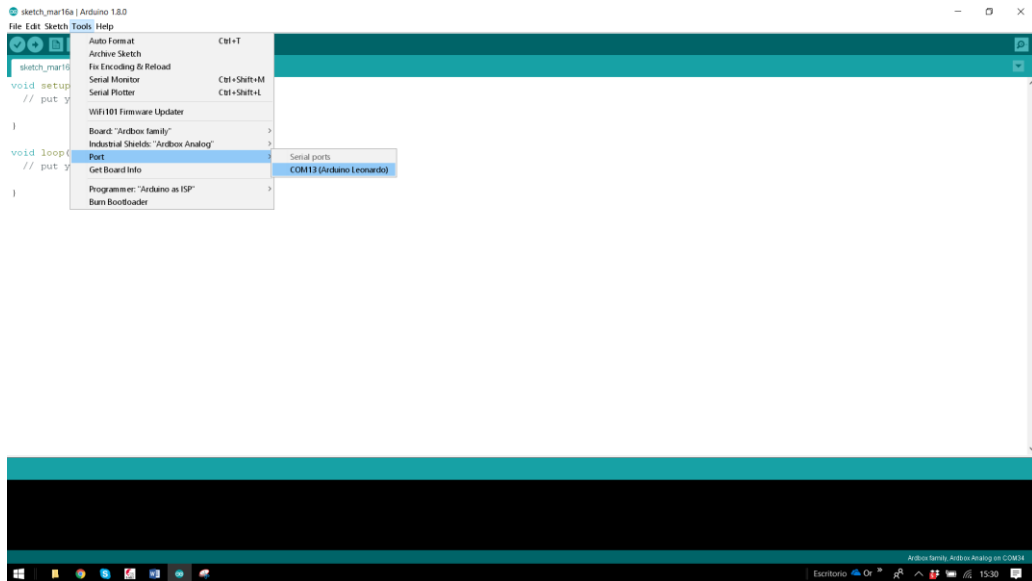 sketch_mar16a | Arduino 1.8.0
File Edit Sketch Tools Help
sketch_mar16
Auto Format Ctrl+T
Archive Sketch
Fix Encoding & Reload
Serial Monitor Ctrl+Shift+M
Serial Plotter Ctrl+Shift+L
WiFi101 Firmware Updater
Board: "Ardbox family"
Industrial Shields: "Ardbox Analog"
Port
Get Board Info
Programmer: "Arduino as ISP"
Burn Bootloader
Serial ports
COM13 (Arduino Leonardo)
void setup
// put y
}
void loop(
// put y
}
Ardbox family, Ardbox Analog on COM34
Escritorio Or » 15:30